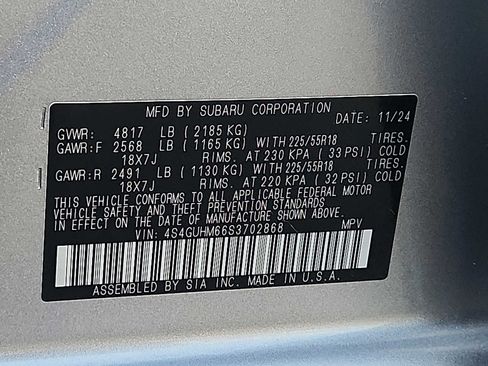 MFD BY SUBARU CORPORATION
DATE: 11/24
GVWR: 4817 LB (2185 KG)
GAWR:F 2568 LB (1165 KG) WITH 225/55R18 TIRES.
18X7J RIMS. AT 230 KPA (33 PSI) COLD
GAWR:R 2491 LB (1130 KG) WITH 225/55R18 TIRES.
18X7J RIMS. AT 220 KPA (32 PSI) COLD
THIS VEHICLE CONFORMS TO ALL APPLICABLE FEDERAL MOTOR
VEHICLE SAFETY AND THEFT PREVENTION STANDARDS
IN EFFECT ON THE DATE OF MANUFACTURE SHOWN ABOVE.
VIN: 4S4GUHM66S3702868 MPV
ASSEMBLED BY SIA INC. MADE IN U.S.A.